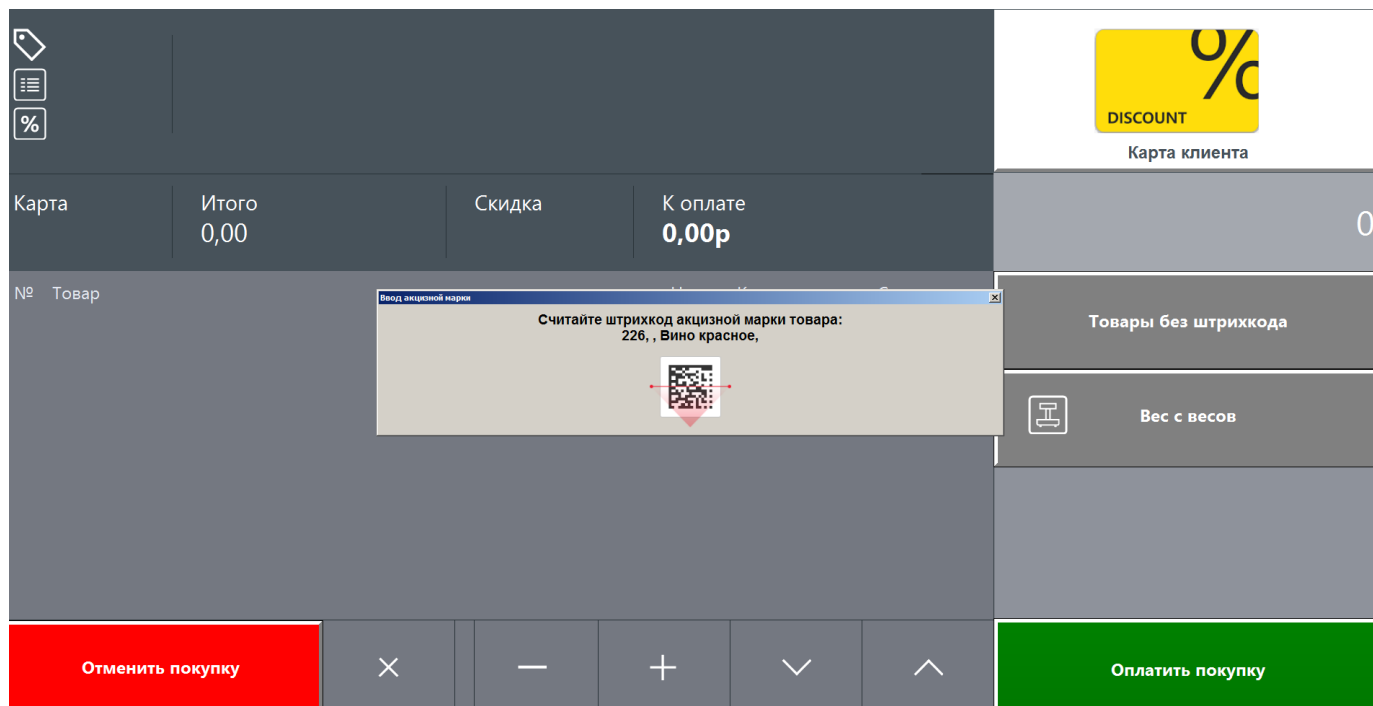 %
DISCOUNT
Карта клиента
%
Карта
Итого
Скидка
К оплате
0,00
0,00р
0
№ Товар
Ввод акцизной марки
Считайте штрихкод акцизной марки товара:
226, , Вино красное,
Товары без штрихкода
Вес с весов
Отменить покупку
Оплатить покупку